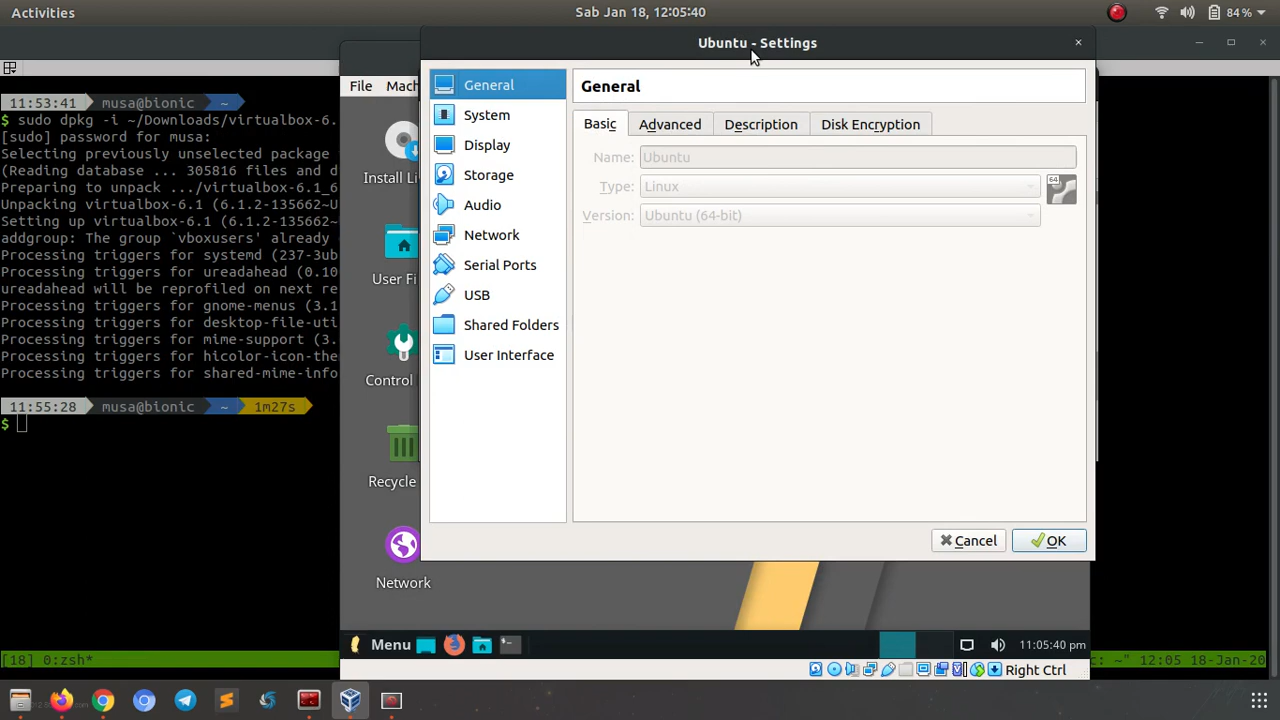 Activities
Sab Jan 18, 12:05:40
84 %
Ubuntu - Settings
11:53:41 musa@bionic ~
$ sudo dpkg -i ~/Downloads/virtualbox-6.
[sudo] password for musa:
Selecting previously unselected package
(Reading database ... 305816 files and d
Preparing to unpack .../virtualbox-6.1_6
Unpacking virtualbox-6.1 (6.1.2-135662~U
Setting up virtualbox-6.1 (6.1.2-135662~
addgroup: The group `vboxusers' already
Processing triggers for systemd (237-3ub
Processing triggers for ureadahead (0.10
ureadahead will be reprofiled on next re
Processing triggers for gnome-menus (3.1
Processing triggers for desktop-file-uti
Processing triggers for mime-support (3.
Processing triggers for hicolor-icon-the
Processing triggers for shared-mime-info
11:55:28 musa@bionic ~ 1m27s
$
[18] 0:zsh*
File Mach
Install Li
User Fi
Control
Recycle
Network
General
System
Display
Storage
Audio
Network
Serial Ports
USB
Shared Folders
User Interface
General
Basic Advanced Description Disk Encryption
Name: Ubuntu
Type: Linux
64
Version: Ubuntu (64-bit)
Cancel OK
Menu
11:05:40 pm
Right Ctrl
c: ~" 12:05 18-Jan-20